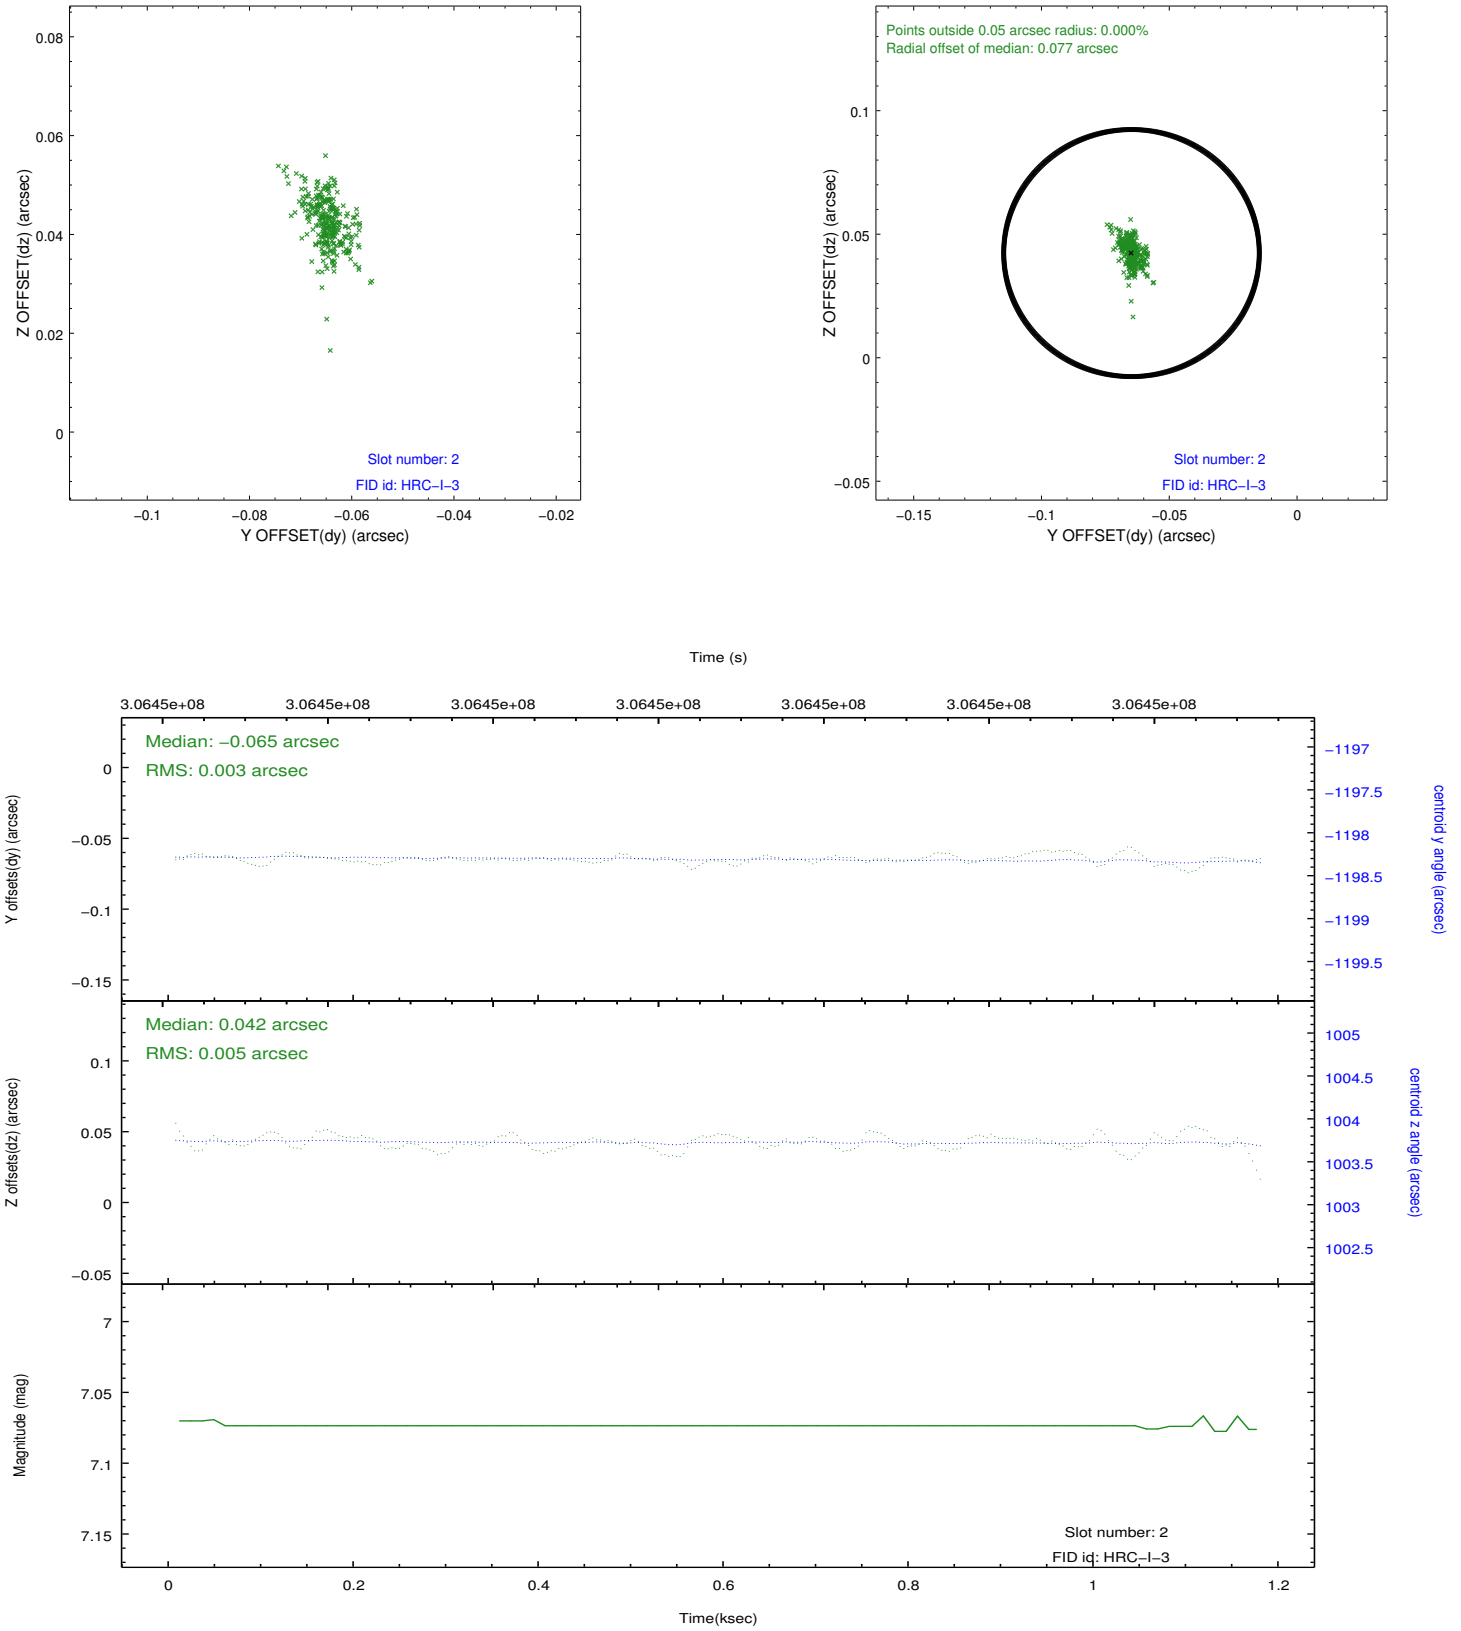 0.08
0.06
0.04
0.02
0
Z OFFSET(dz) (arcsec)
Slot number: 2
FID id: HRC−I−3
−0.1 −0.08 −0.06 −0.04 −0.02
Y OFFSET(dy) (arcsec)
Points outside 0.05 arcsec radius: 0.000%
Radial offset of median: 0.077 arcsec
0.1
0.05
0
−0.05
Z OFFSET(dz) (arcsec)
Slot number: 2
FID id: HRC−I−3
−0.15 −0.1 −0.05 0
Y OFFSET(dy) (arcsec)
Time (s)
3.0645e+08 3.0645e+08 3.0645e+08 3.0645e+08 3.0645e+08 3.0645e+08 3.0645e+08
Median: −0.065 arcsec
RMS: 0.003 arcsec
0
−0.05
−0.1
−0.15
Y offsets(dy) (arcsec)
−1197
−1197.5
−1198
−1198.5
−1199
−1199.5
centroid y angle (arcsec)
Median: 0.042 arcsec
RMS: 0.005 arcsec
0.1
0.05
0
−0.05
Z offsets(dz) (arcsec)
1005
1004.5
1004
1003.5
1003
1002.5
centroid z angle (arcsec)
7
7.05
7.1
7.15
Magnitude (mag)
Slot number: 2
FID id: HRC−I−3
0 0.2 0.4 0.6 0.8 1 1.2
Time(ksec)